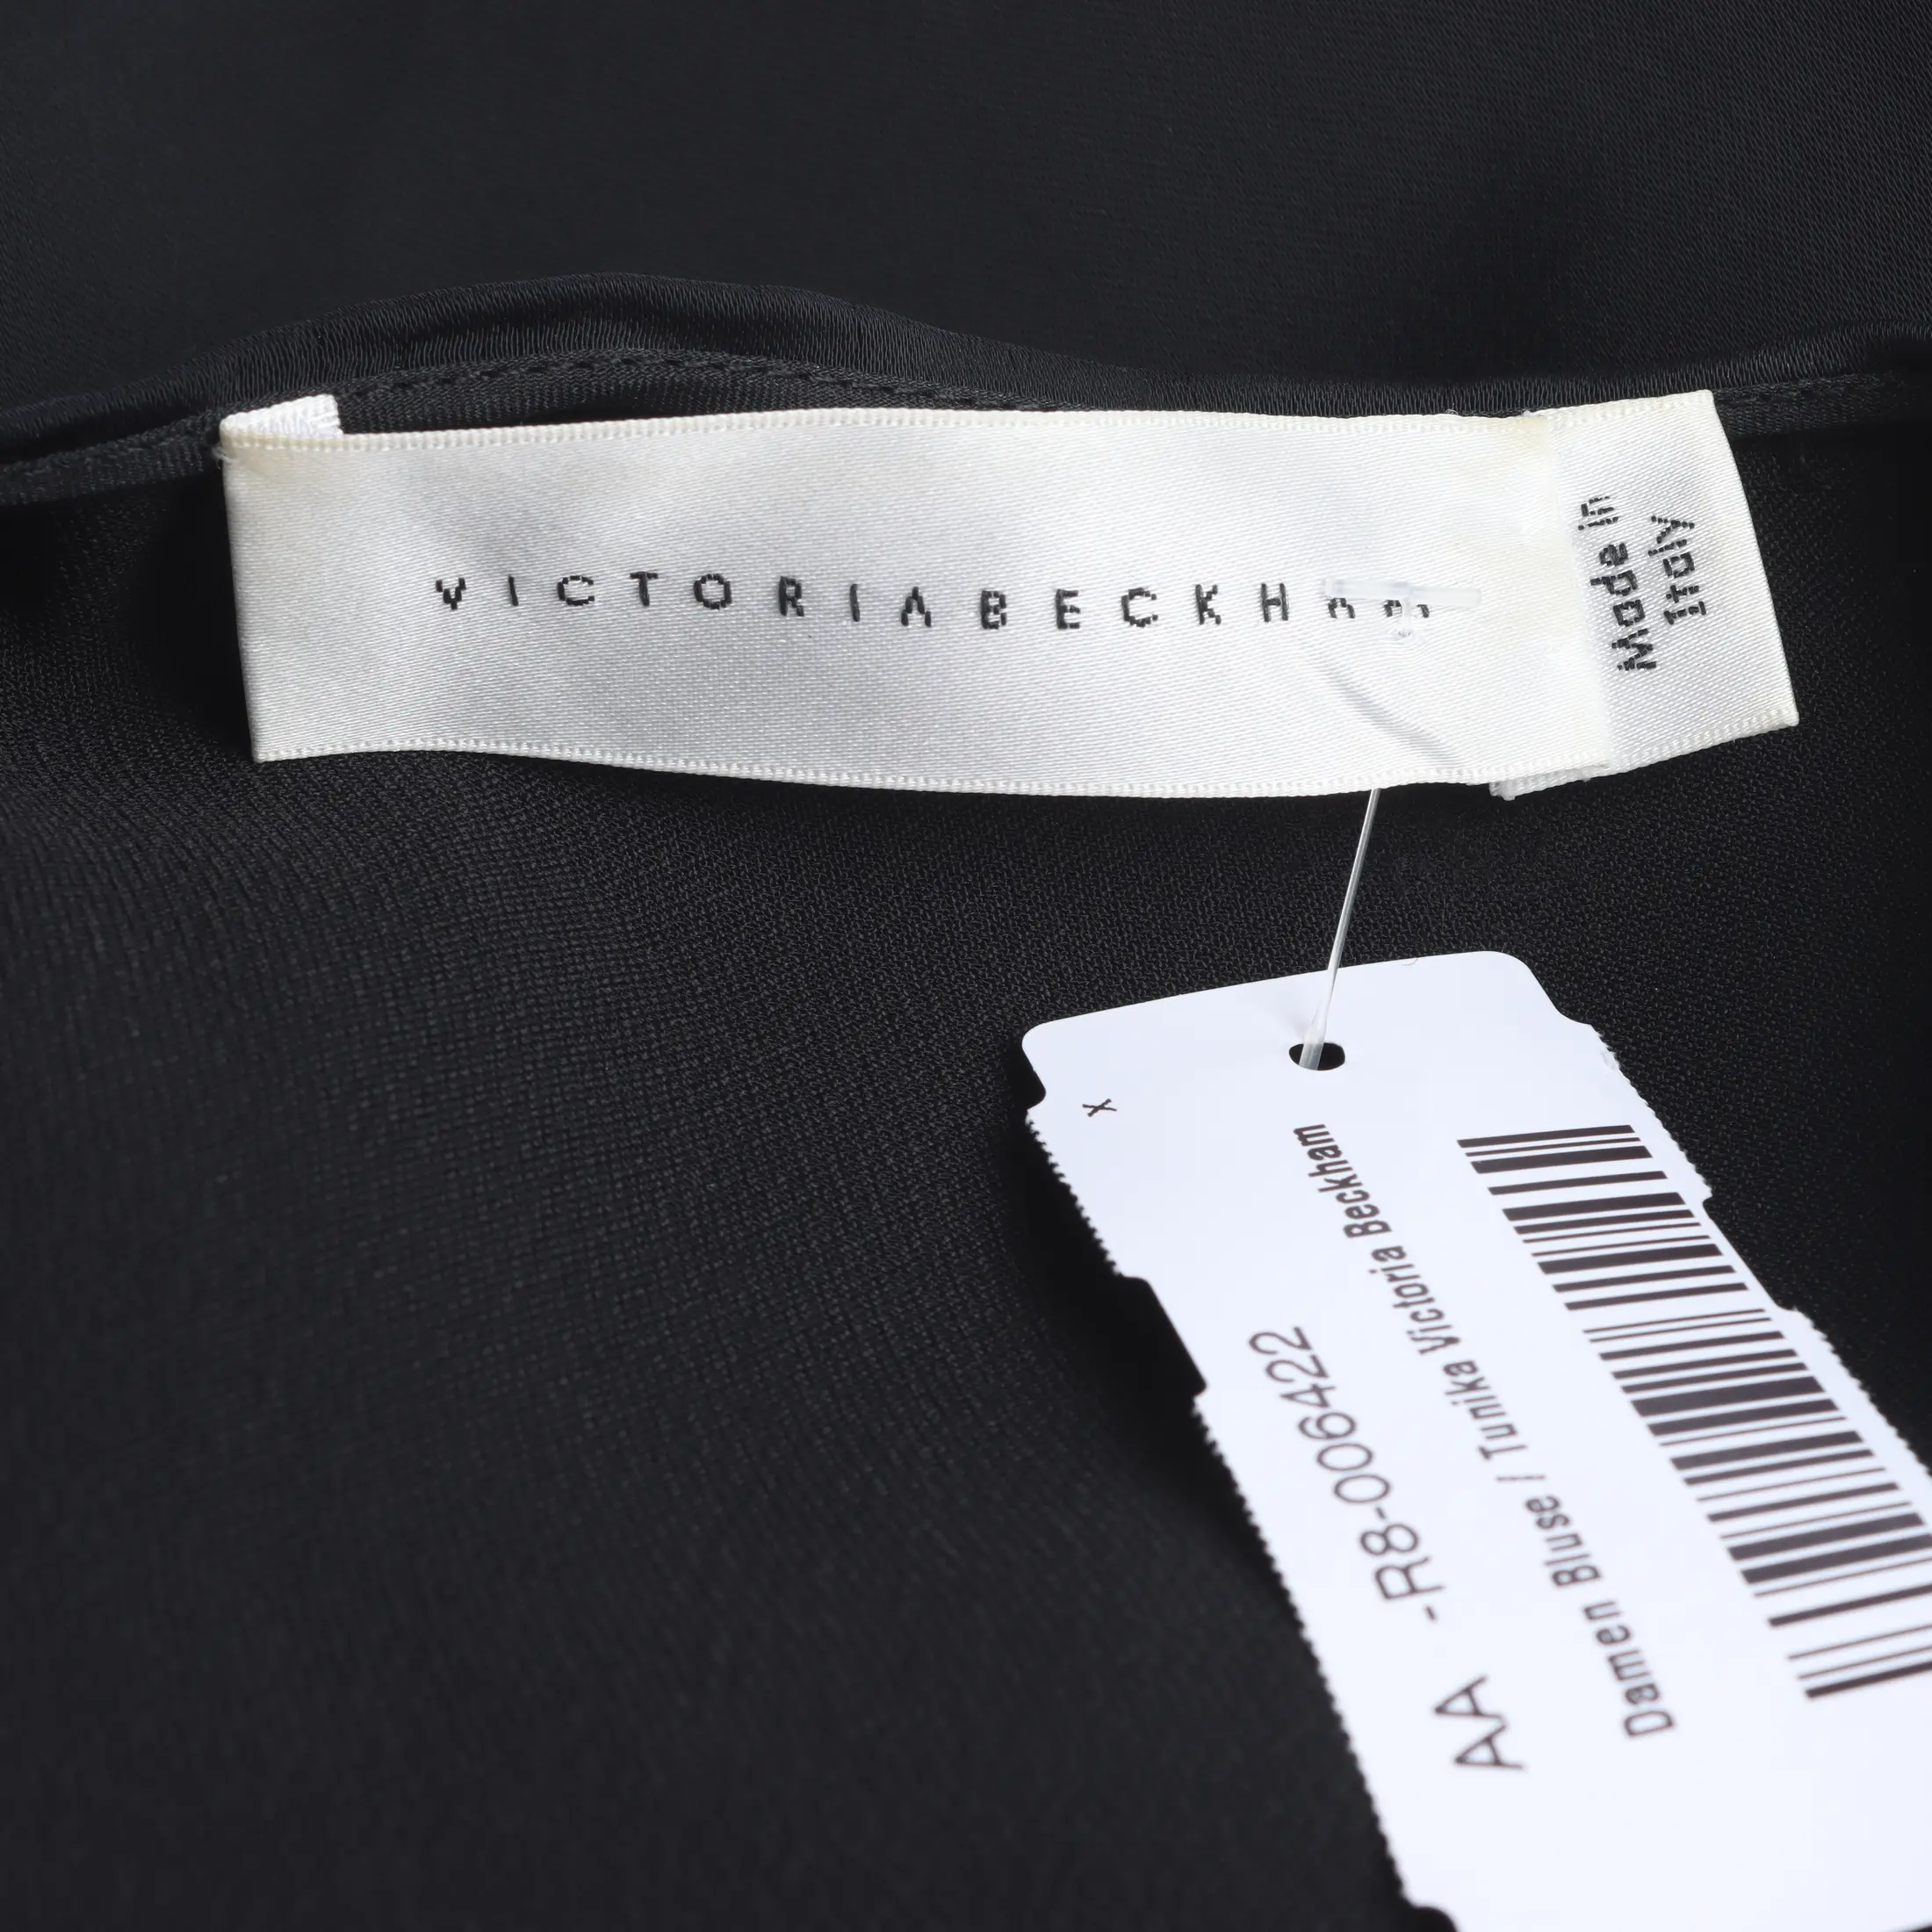 VICTORIABECKHAM
Made in
Italy
x
AA - R8-006422
Damen Bluse / Tunika Victoria Beckham